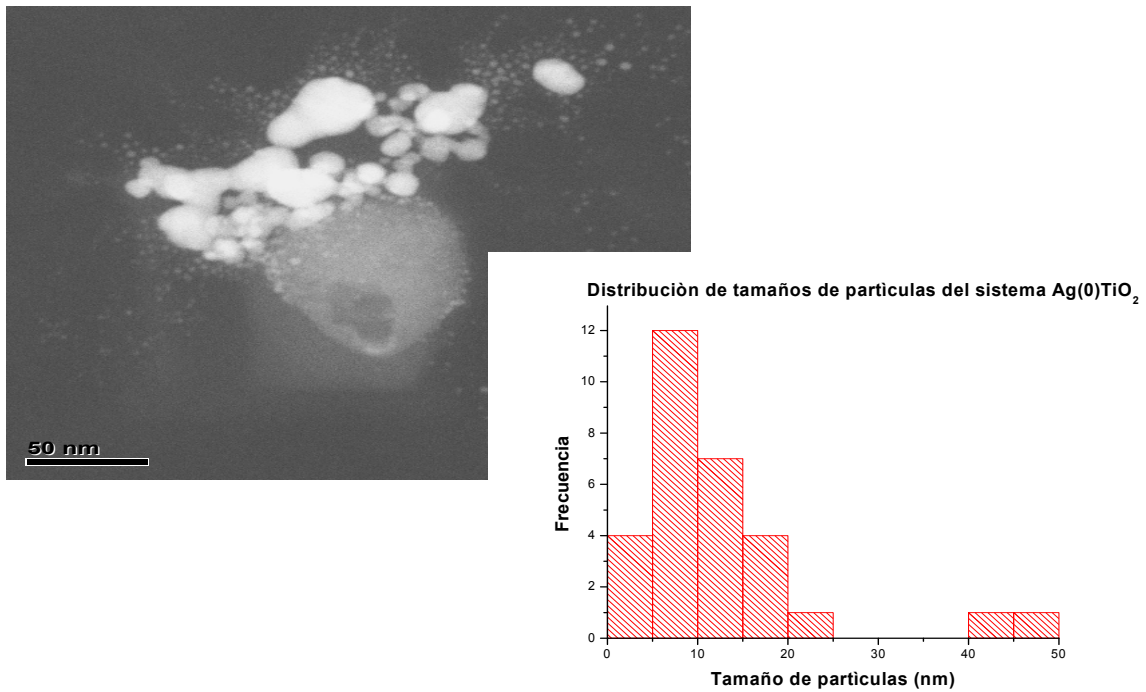 50 nm
Distribuciòn de tamaños de partìculas del sistema Ag(0)TiO2
Frecuencia
12
10
8
6
4
2
0
0 10 20 30 40 50
Tamaño de partìculas (nm)